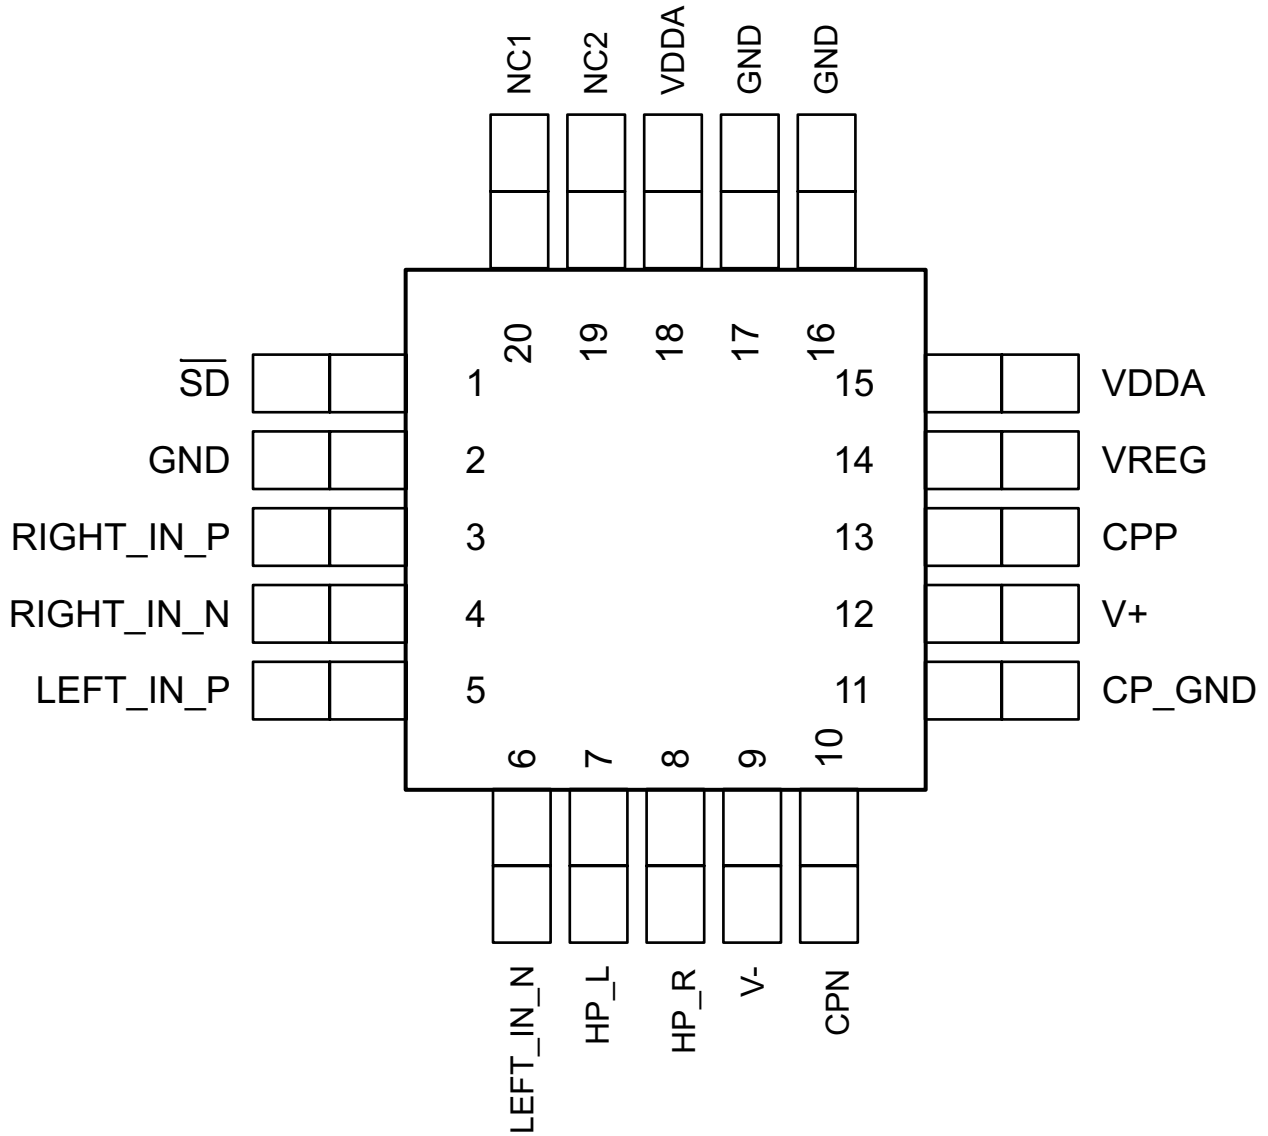 NC1 NC2 VDDA GND GND
20 19 18 17 16
SD 1 15 VDDA
GND 2 14 VREG
RIGHT_IN_P 3 13 CPP
RIGHT_IN_N 4 12 V+
LEFT_IN_P 5 11 CP_GND
6 7 8 9 10
LEFT_IN_N HP_L HP_R V- CPN